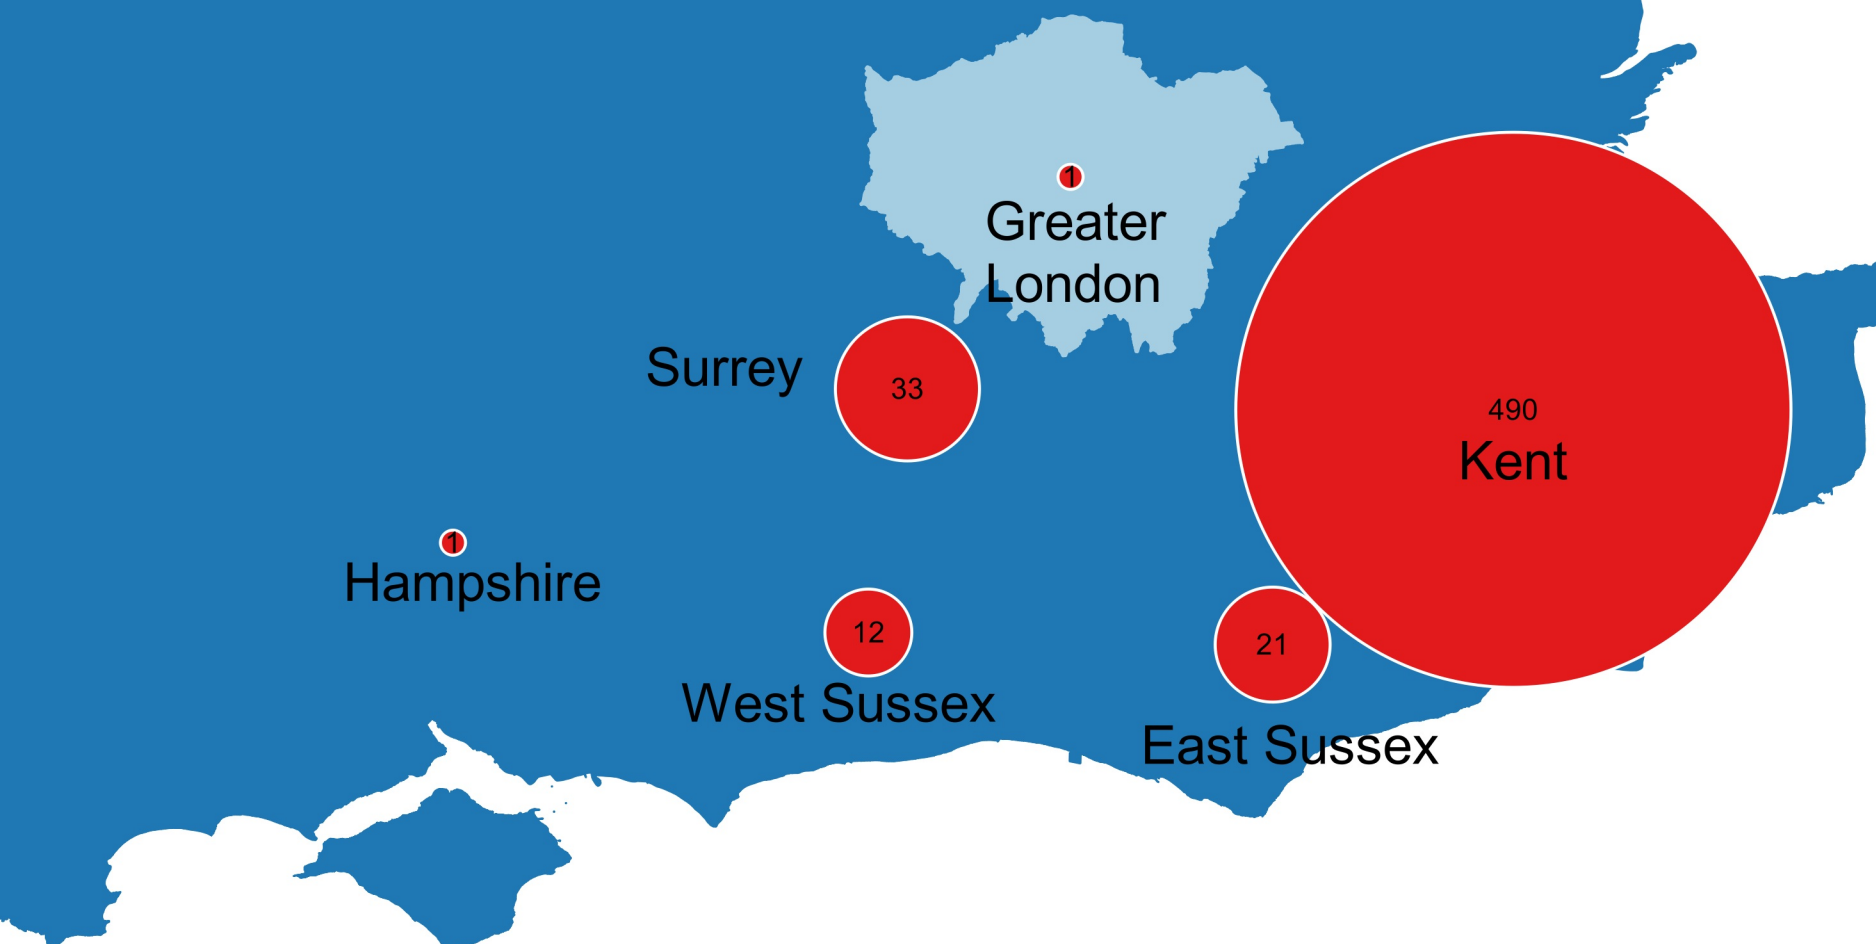 1
Greater
London
Surrey
33
490
Kent
1
Hampshire
12
West Sussex
21
East Sussex